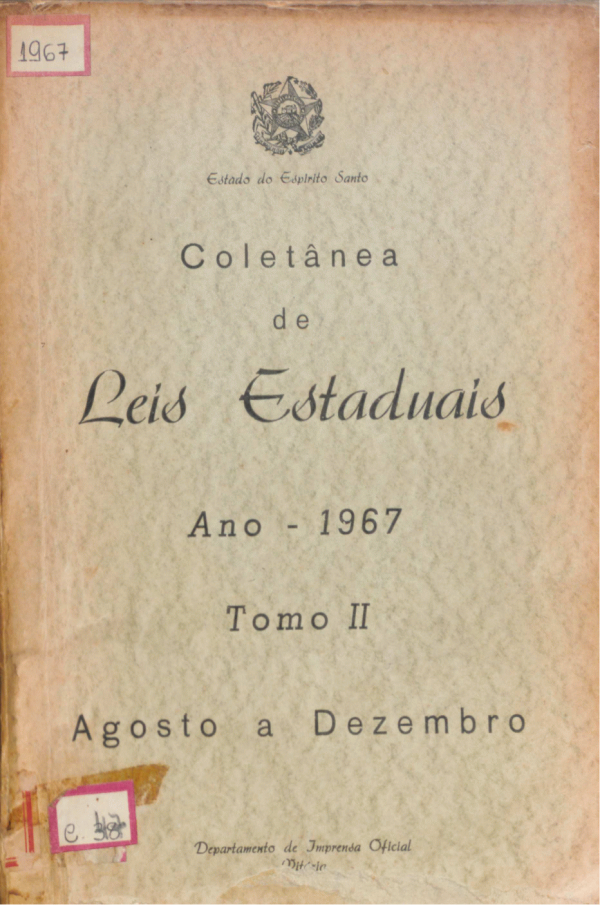 1967
Estado do Espírito Santo
Coletânea
de
Leis Estaduais
Ano - 1967
Tomo II
Agosto a Dezembro
Departamento de Imprensa Oficial